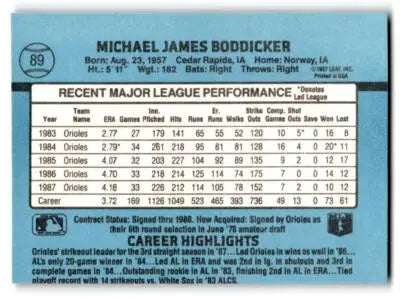 89
MICHAEL JAMES BODDICKER
Born: Aug. 23, 1957 Cedar Rapids, IA Home: Norway, IA
Ht.: 5'11" Wgt.: 182 Bats: Right Throws: Right
© 1987 LEAF, INC.
Printed in USA
RECENT MAJOR LEAGUE PERFORMANCE *Denotes Led League
Year Team Name ERA Games Inn. Pitched Hits Runs Er. Runs Walks Strike Outs Comp. Games Shut Outs Saves Won Lost
1983 Orioles 2.77 27 179 141 65 55 52 120 10 5* 0 16 8
1984 Orioles 2.79* 34 261 218 95 81 81 128 16 4 0 20* 11
1985 Orioles 4.07 32 203 227 104 92 89 135 9 2 0 12 17
1986 Orioles 4.70 33 218 214 125 114 74 175 7 0 0 14 12
1987 Orioles 4.18 33 226 212 114 105 78 152 7 2 0 10 12
Career 3.72 169 1126 1049 515 465 393 736 49 13 0 73 61
Contract Status: Signed thru 1988. How Acquired: Signed by Orioles as
their 6th round selection in June '78 amateur draft
CAREER HIGHLIGHTS
Orioles' strikeout leader for the 3rd straight season in '87...Led Orioles in wins as well in '86...
AL's only 20-game winner in '84...Led AL in ERA and was 2nd in lg. in shutouts and 3rd in
complete games in '84...Outstanding rookie in AL in '83, finishing 2nd in AL in ERA...Tied
playoff record with 14 strikeouts vs. White Sox in '83 ALCS.